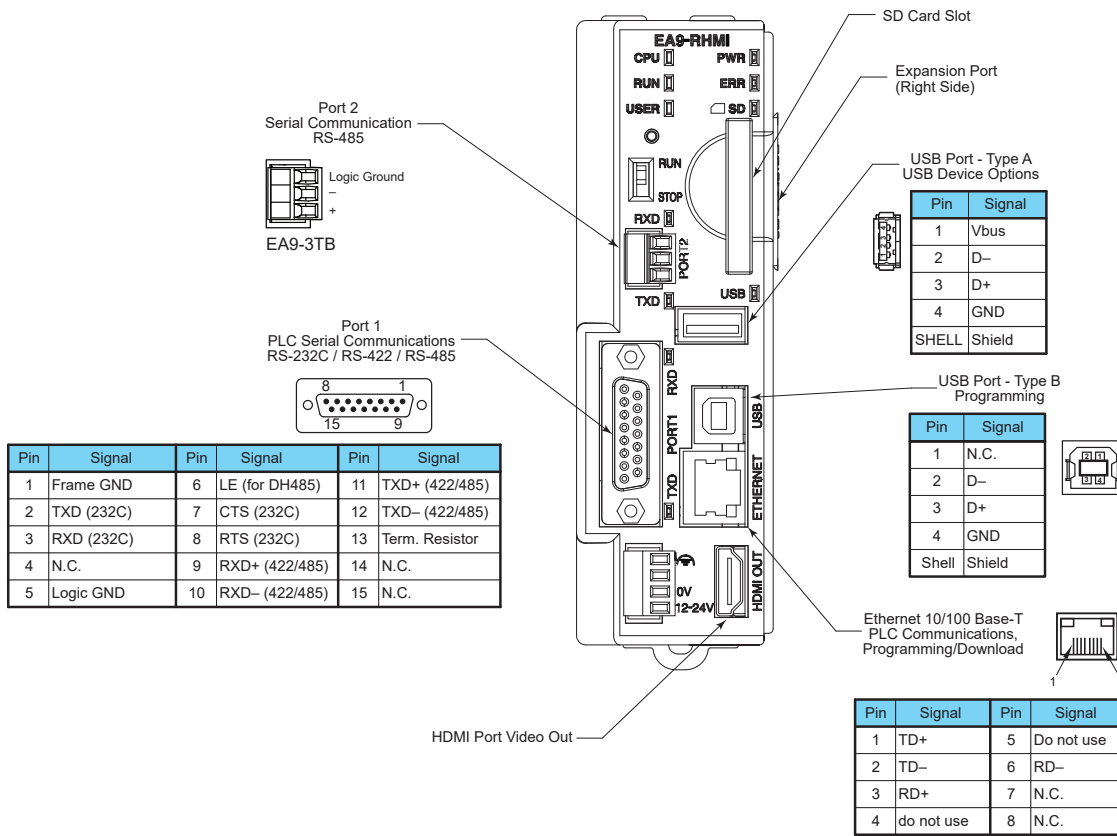 SD Card Slot
Expansion Port
(Right Side)
Port 2
Serial Communication
RS-485
Logic Ground
–
+
EA9-3TB
EA9-RHMI
CPU PWR
RUN ERR
USER SD
RUN
STOP
RXD
PORT2
TXD
USB
USB Port - Type A
USB Device Options
Pin Signal
1 Vbus
2 D–
3 D+
4 GND
SHELL Shield
Port 1
PLC Serial Communications
RS-232C / RS-422 / RS-485
8 1
15 9
Pin Signal Pin Signal Pin Signal
1 Frame GND 6 LE (for DH485) 11 TXD+ (422/485)
2 TXD (232C) 7 CTS (232C) 12 TXD– (422/485)
3 RXD (232C) 8 RTS (232C) 13 Term. Resistor
4 N.C. 9 RXD+ (422/485) 14 N.C.
5 Logic GND 10 RXD– (422/485) 15 N.C.
RXD
PORT1
TXD
USB
ETHERNET
0V
12-24V
HDMI OUT
USB Port - Type B
Programming
Pin Signal
1 N.C.
2 D–
3 D+
4 GND
Shell Shield
2 1
3 4
Ethernet 10/100 Base-T
PLC Communications,
Programming/Download
1
Pin Signal Pin Signal
1 TD+ 5 Do not use
2 TD– 6 RD–
3 RD+ 7 N.C.
4 do not use 8 N.C.
HDMI Port Video Out